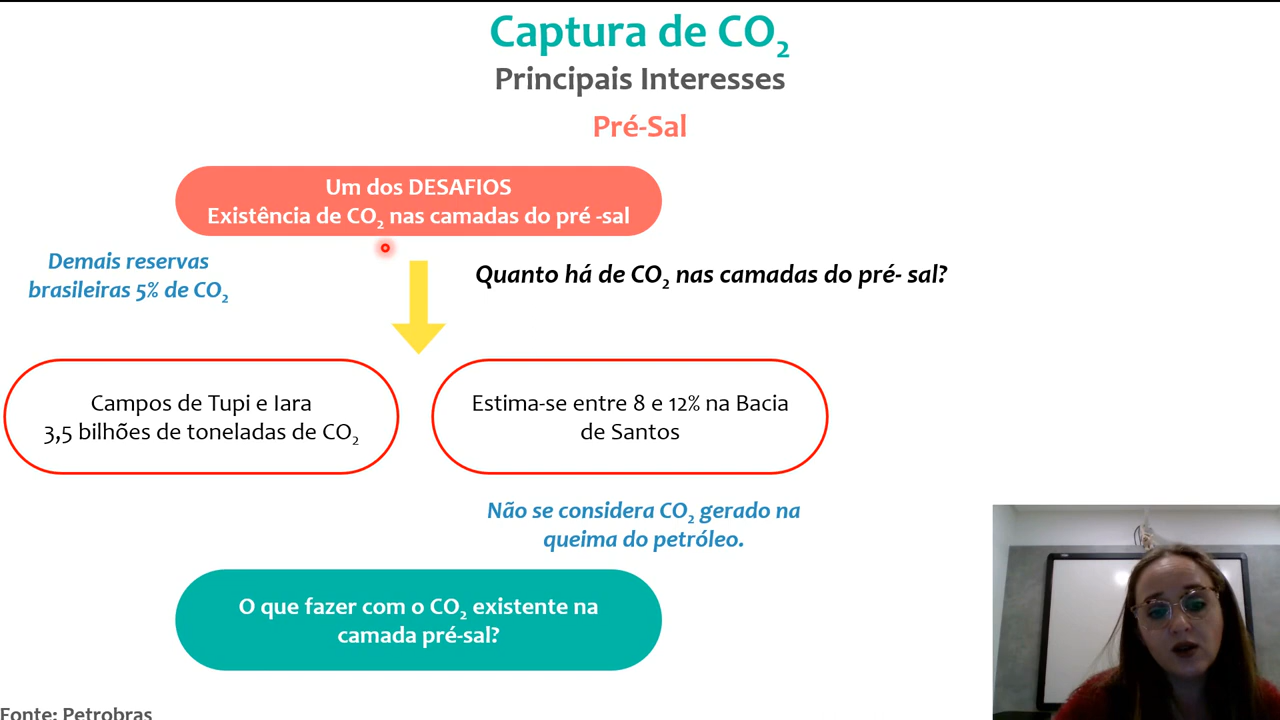 Captura de CO₂
Principais Interesses
Pré-Sal
Um dos DESAFIOS
Existência de CO₂ nas camadas do pré -sal
Demais reservas
brasileiras 5% de CO₂
Quanto há de CO₂ nas camadas do pré- sal?
Campos de Tupi e Iara
3,5 bilhões de toneladas de CO₂
Estima-se entre 8 e 12% na Bacia
de Santos
Não se considera CO₂ gerado na
queima do petróleo.
O que fazer com o CO₂ existente na
camada pré-sal?
Fonte: Petrobras